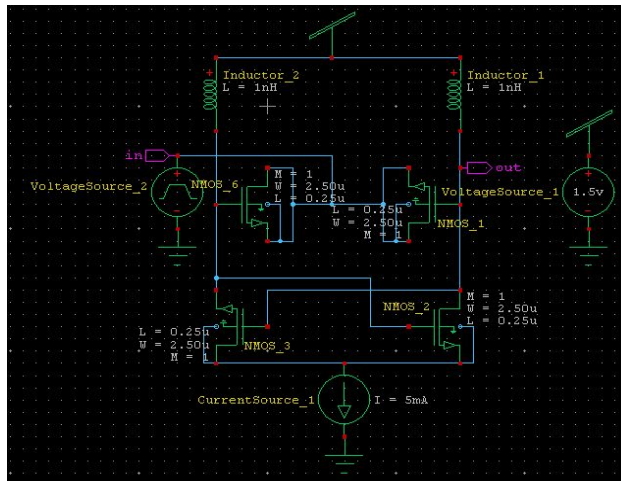 Inductor_2
L = 1nH
Inductor_1
L = 1nH
in
out
VoltageSource_2
NMOS_6
M = 1
W = 2.50u
L = 0.25u
VoltageSource_1
1.5v
L = 0.25u
W = 2.50u
M = 1
NMOS_1
NMOS_2
M = 1
W = 2.50u
L = 0.25u
L = 0.25u
W = 2.50u
M = 1
NMOS_3
CurrentSource_1
I = 5mA